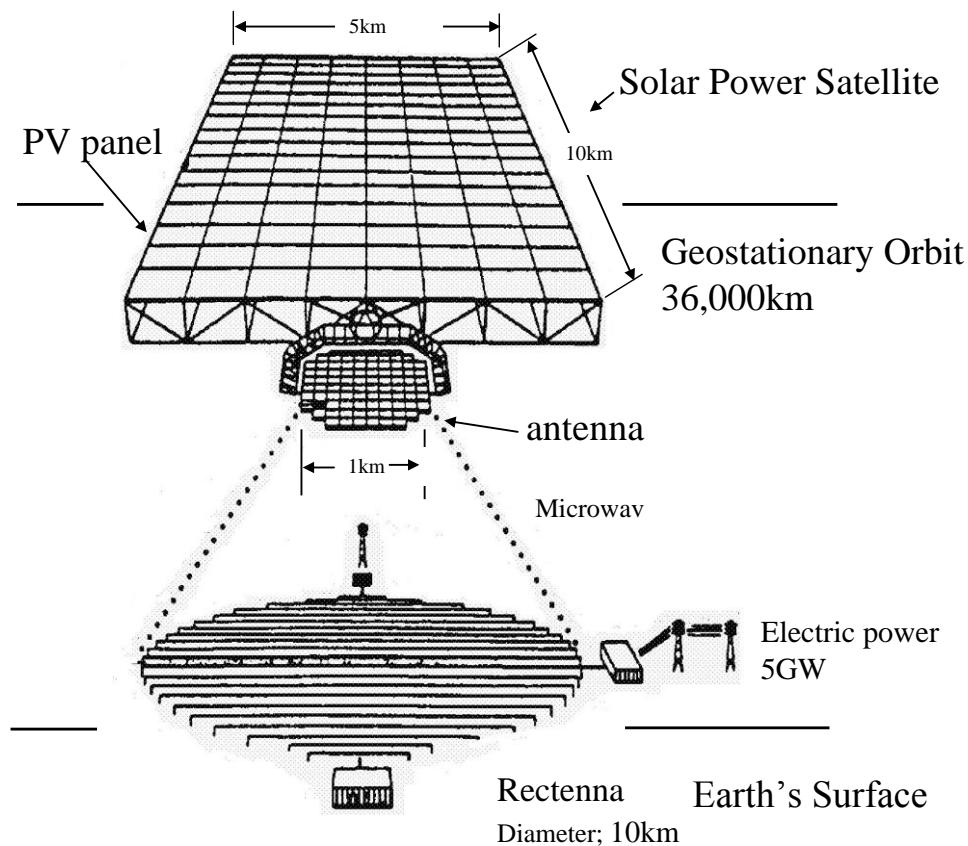 5km
Solar Power Satellite
PV panel
10km
Geostationary Orbit
36,000km
antenna
1km
Microwav
Electric power
5GW
Rectenna
Earth’s Surface
Diameter; 10km